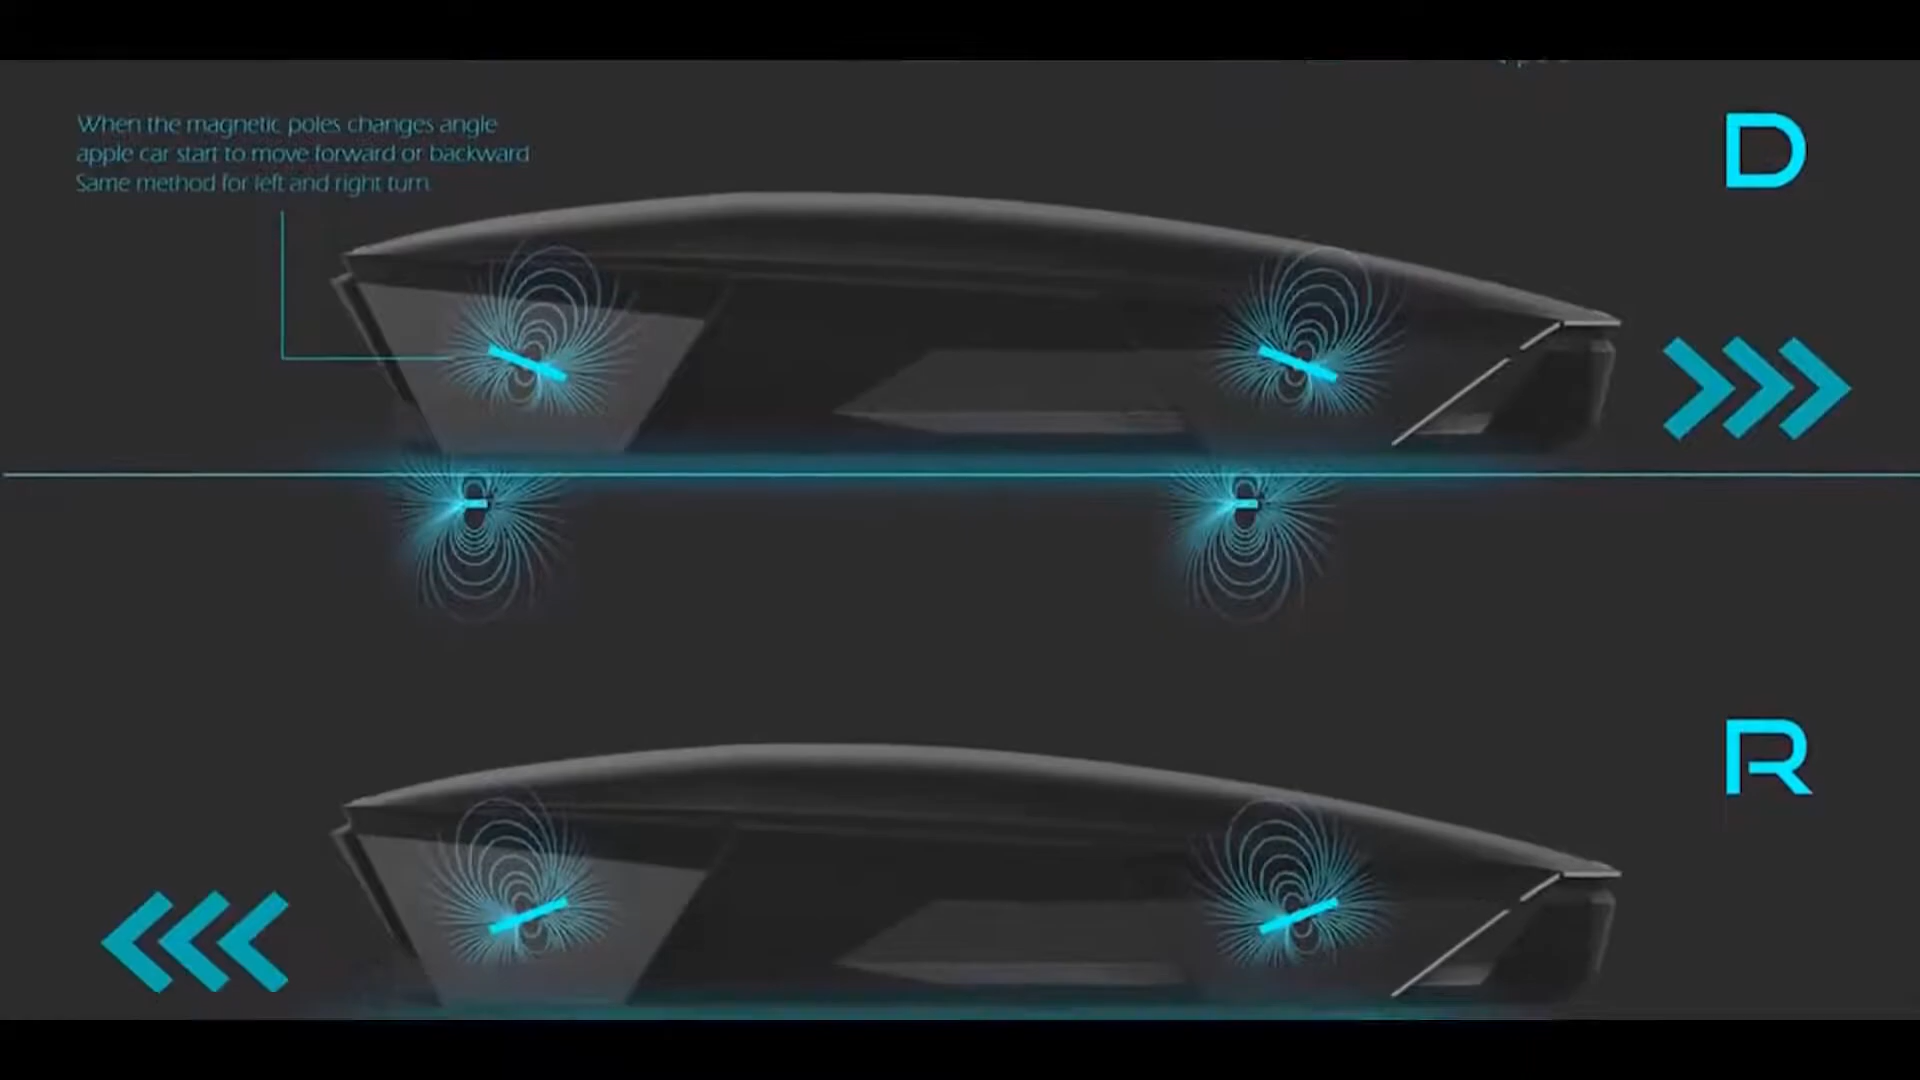 When the magnetic poles changes angle
apple car start to move forward or backward
Same method for left and right turn.
D
R